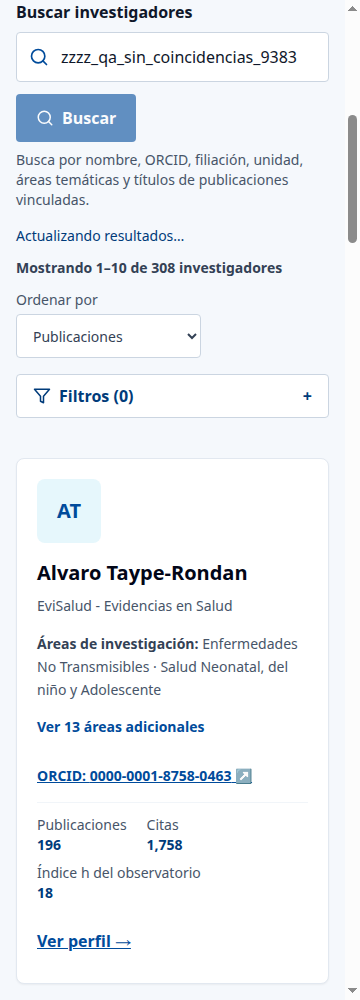 Buscar investigadores
zzzz_qa_sin_coincidencias_9383
Buscar
Busca por nombre, ORCID, filiación, unidad,
áreas temáticas y títulos de publicaciones
vinculadas.
Actualizando resultados…
Mostrando 1–10 de 308 investigadores
Ordenar por
Publicaciones
Filtros (0) +
AT
Alvaro Taype-Rondan
EviSalud - Evidencias en Salud
Áreas de investigación: Enfermedades
No Transmisibles · Salud Neonatal, del
niño y Adolescente
Ver 13 áreas adicionales
ORCID: 0000-0001-8758-0463 ↗
Publicaciones Citas
196 1,758
Índice h del observatorio
18
Ver perfil →